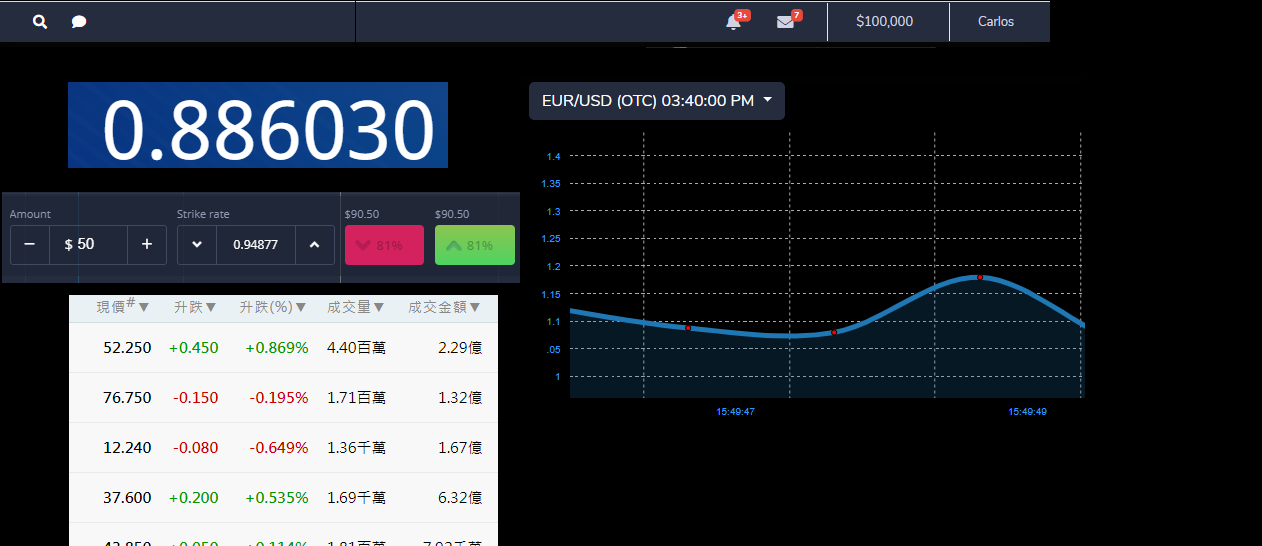 3+ 7 $100,000 Carlos
0.886030
EUR/USD (OTC) 03:40:00 PM
Amount Strike rate $90.50 $90.50
− $ 50 + 0.94877 81% 81%
1.4
1.35
1.3
1.25
1.2
1.15
1.1
.05
1
15:49:47 15:49:49
現價#▼ 升跌▼ 升跌(%)▼ 成交量▼ 成交金額▼
52.250 +0.450 +0.869% 4.40百萬 2.29億
76.750 -0.150 -0.195% 1.71百萬 1.32億
12.240 -0.080 -0.649% 1.36千萬 1.67億
37.600 +0.200 +0.535% 1.69千萬 6.32億